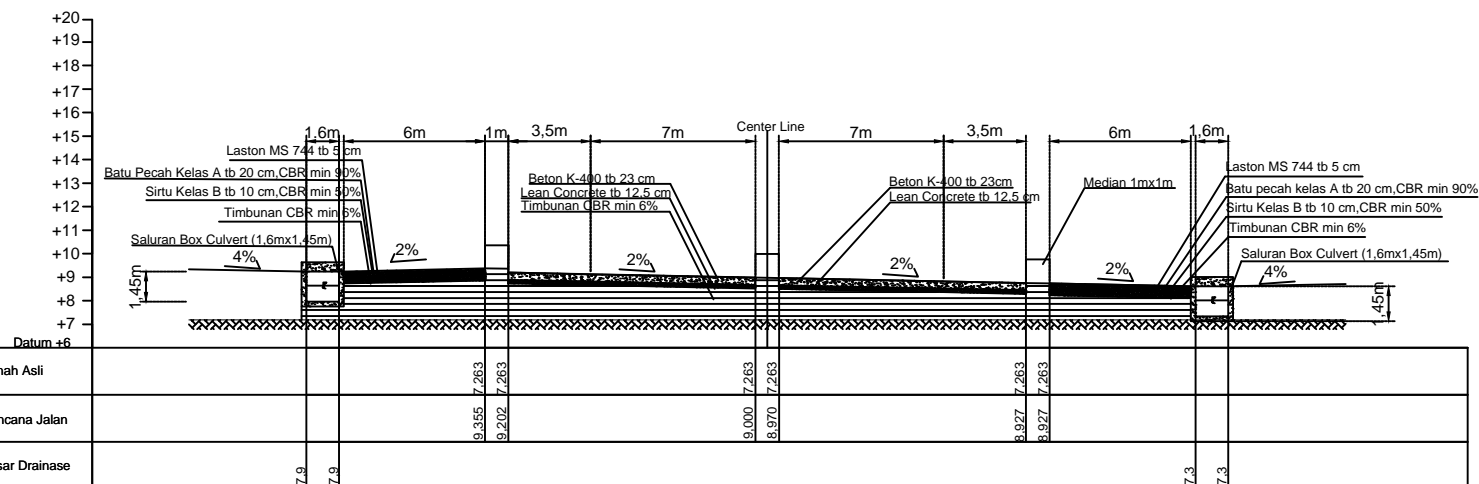 +20
+19
+18
+17
+16
+15
+14
+13
+12
+11
+10
+9
+8
+7
Datum +6
1.6m
6m
1m
3,5m
7m
Center Line
7m
3,5m
6m
1,6m
Laston MS 744 tb 5 cm
Batu Pecah Kelas A tb 20 cm,CBR min 90%
Sirtu Kelas B tb 10 cm,CBR min 50%
Timbunan CBR min 6%
Saluran Box Culvert (1,6mx1,45m)
4%
2%
1,45m
Beton K-400 tb 23 cm
Lean Concrete tb 12,5 cm
Timbunan CBR min 6%
2%
Beton K-400 tb 23cm
Lean Concrete tb 12,5 cm
2%
Median 1mx1m
2%
Laston MS 744 tb 5 cm
Batu pecah kelas A tb 20 cm,CBR min 90%
Sirtu Kelas B tb 10 cm,CBR min 50%
Timbunan CBR min 6%
Saluran Box Culvert (1,6mx1,45m)
4%
1,45m
nah Asli
7,263
7,263
7,263
7,263
7,263
7,263
ncana Jalan
9,355
9,202
9,000
8,970
8,927
8,927
sar Drainase
7,9
7,9
7,3
7,3